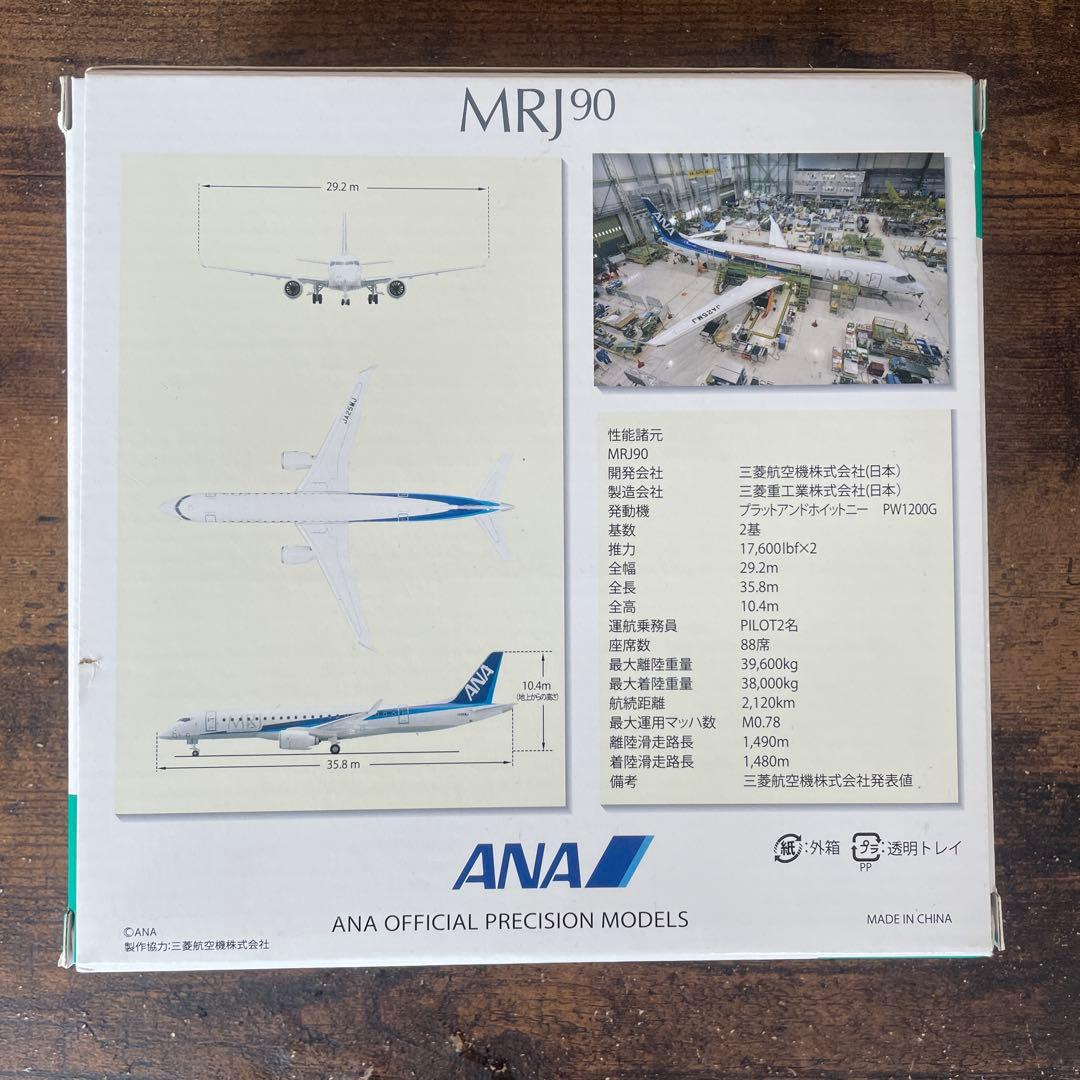 MRJ90
29.2 m
JA25MJ
ANA
10.4m
(地上からの高さ)
35.8 m
ANA
MRJ
JA25MJ
性能諸元
MRJ90
開発会社 三菱航空機株式会社(日本)
製造会社 三菱重工業株式会社(日本)
発動機 プラットアンドホイットニー PW1200G
基数 2基
推力 17,600lbf×2
全幅 29.2m
全長 35.8m
全高 10.4m
運航乗務員 PILOT2名
座席数 88席
最大離陸重量 39,600kg
最大着陸重量 38,000kg
航続距離 2,120km
最大運用マッハ数 M0.78
離陸滑走路長 1,490m
着陸滑走路長 1,480m
備考 三菱航空機株式会社発表値
ANA
ANA OFFICIAL PRECISION MODELS
紙:外箱 プラ:透明トレイ
PP
©ANA
製作協力:三菱航空機株式会社
MADE IN CHINA